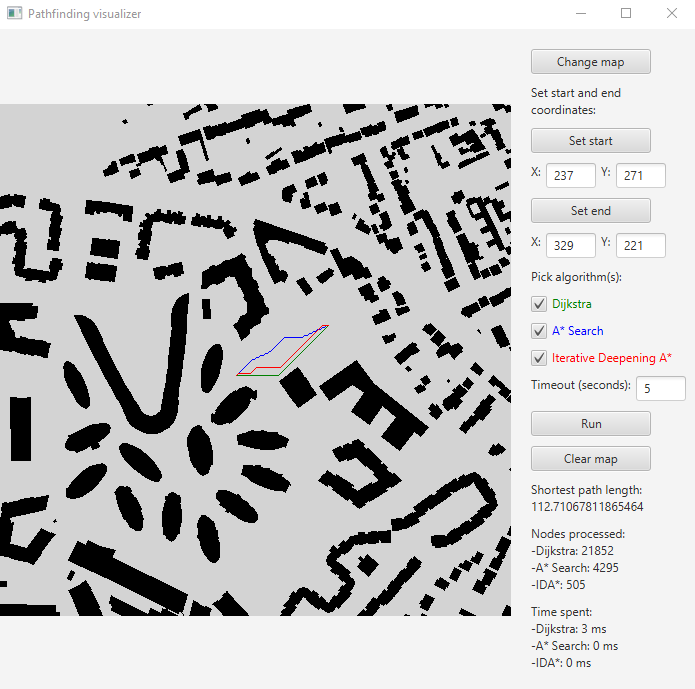 Pathfinding visualizer
Change map
Set start and end
coordinates:
Set start
X: 237 Y: 271
Set end
X: 329 Y: 221
Pick algorithm(s):
Dijkstra
A* Search
Iterative Deepening A*
Timeout (seconds): 5
Run
Clear map
Shortest path length:
112.71067811865464
Nodes processed:
-Dijkstra: 21852
-A* Search: 4295
-IDA*: 505
Time spent:
-Dijkstra: 3 ms
-A* Search: 0 ms
-IDA*: 0 ms